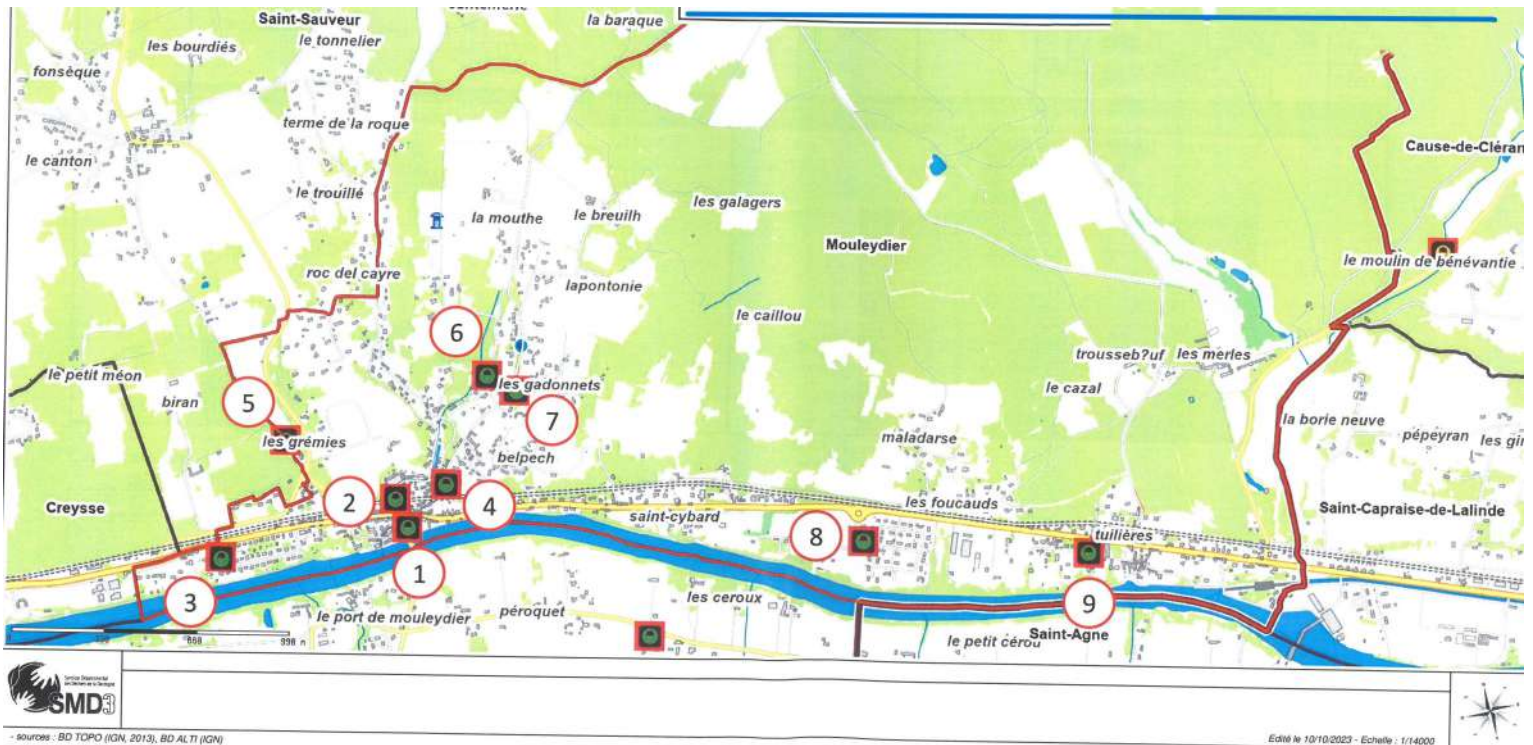 Saint-Sauveur
la baraque
les bourdiés
le tonnelier
fonsèque
terme de la roque
le canton
Cause-de-Cléran
le trouillé
la mouthe
le breuilh
les galagers
Mouleydier
le moulin de bénévantie
roc del cayre
lapontonie
le caillou
6
trousseb?uf
les merles
le petit méon
les gadonnets
le cazal
biran
5
7
la borie neuve
pépeyran
les gir
les grémies
maladarse
belpech
2
4
les foucauds
Creysse
saint-cybard
Saint-Capraise-de-Lalinde
8
tuilières
1
3
9
les ceroux
péroquet
le port de mouleydier
Saint-Agne
le petit cérou
998 m
SMD3
- sources : BD TOPO (IGN, 2013), BD ALTI (IGN)
Edité le 10/10/2023 - Echelle : 1/14000